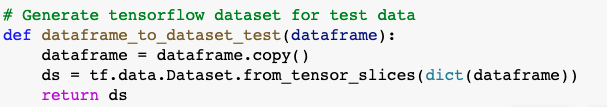 # Generate tensorflow dataset for test data
def dataframe_to_dataset_test(dataframe):
    dataframe = dataframe.copy()
    ds = tf.data.Dataset.from_tensor_slices(dict(dataframe))
    return ds